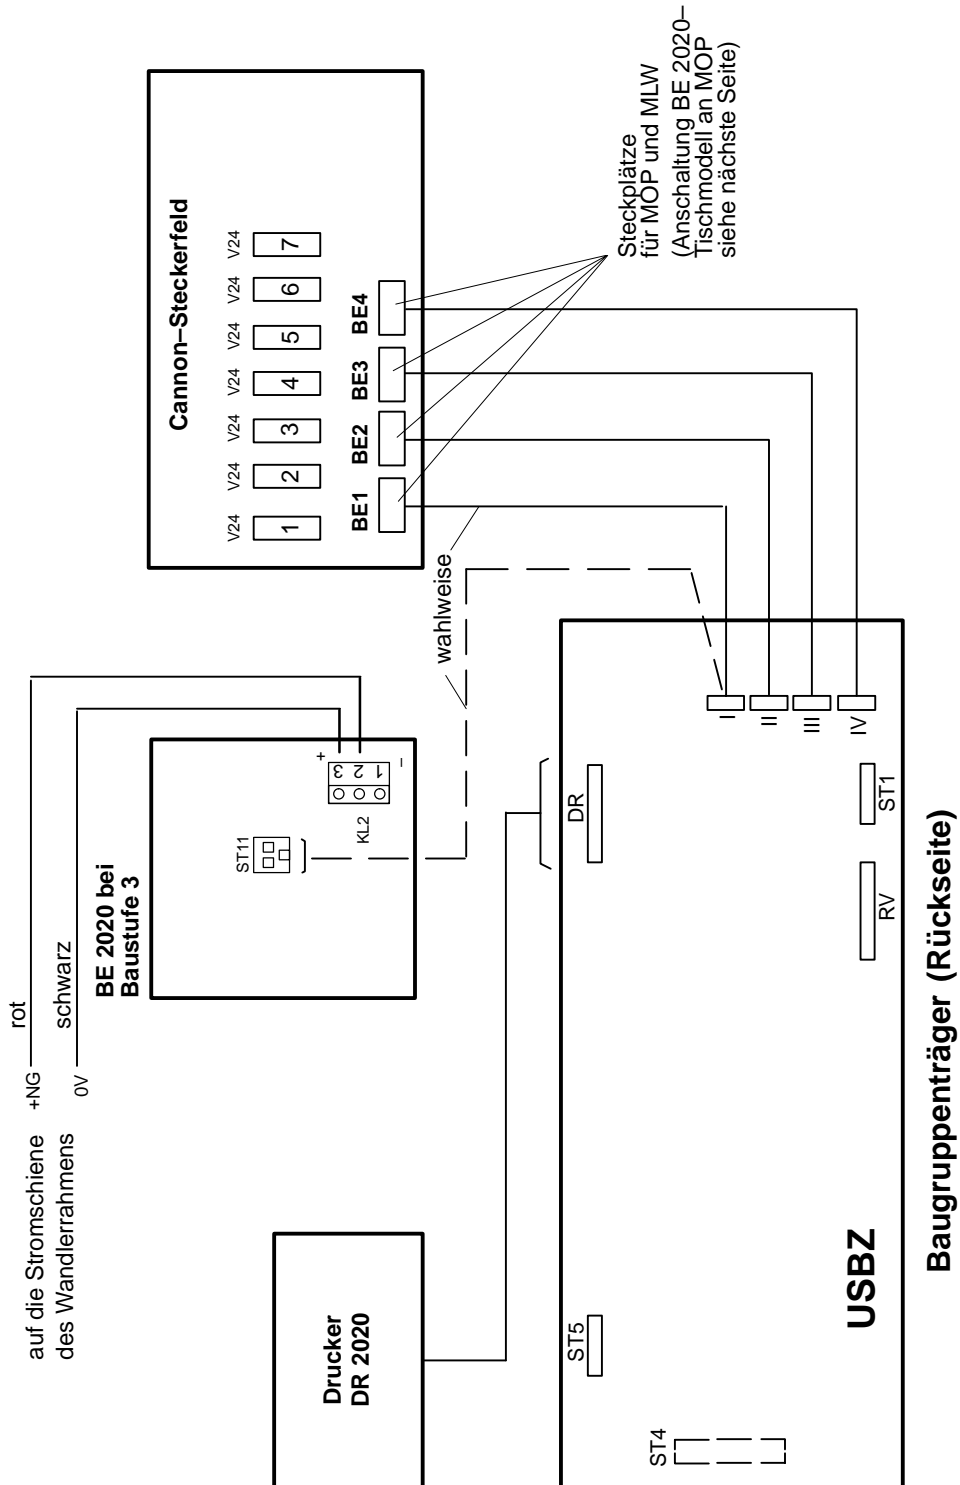 auf die Stromschiene
des Wandlerrahmens
+NG
rot
0V
schwarz
BE 2020 bei
Baustufe 3
ST11
KL2
+
3
2
1
–
Cannon–Steckerfeld
V24
V24
V24
V24
V24
V24
V24
1
2
3
4
5
6
7
BE1
BE2
BE3
BE4
wahlweise
Steckplätze
für MOP und MLW
(Anschaltung BE 2020–
Tischmodell an MOP
siehe nächste Seite)
Drucker
DR 2020
ST5
DR
ST4
I
II
III
IV
RV
ST1
USBZ
Baugruppenträger (Rückseite)